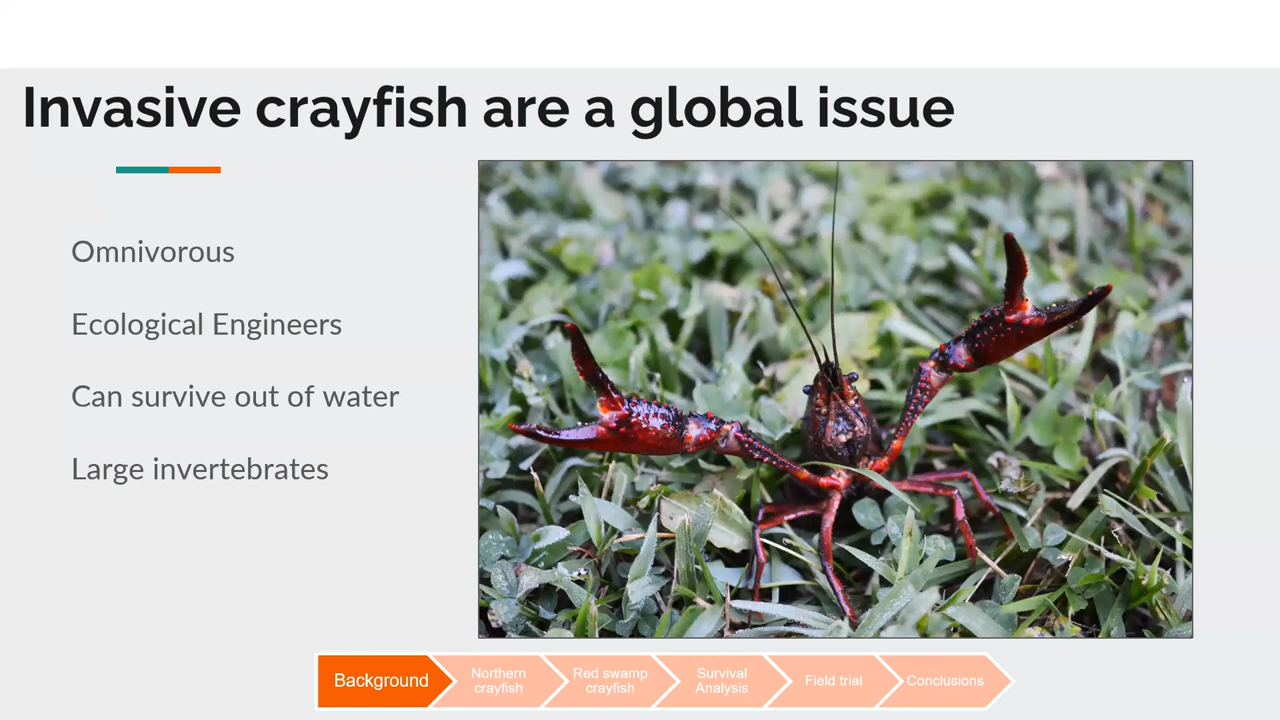 Invasive crayfish are a global issue
Omnivorous
Ecological Engineers
Can survive out of water
Large invertebrates
Background
Northern
crayfish
Red swamp
crayfish
Survival
Analysis
Field trial
Conclusions